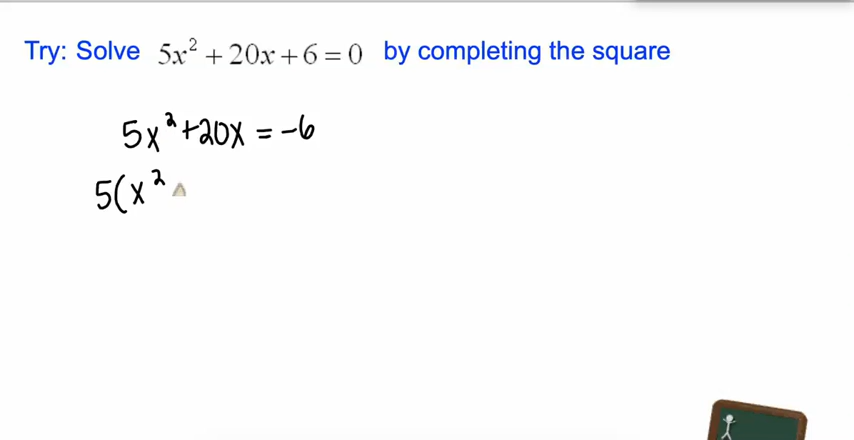 Try: Solve 5x² + 20x + 6 = 0 by completing the square
5x² + 20x = -6
5(x²